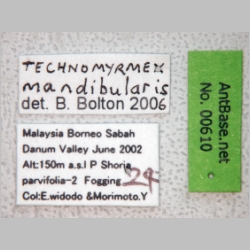 TECHNOMYRMEX
mandibularis
det. B. Bolton 2006
Malaysia Borneo Sabah
Danum Valley June 2002
Alt:150m a.s.l P Shoria
parvifolia-2 Fogging 24
Col:E.widodo &Morimoto.Y
AntBase.net
No. 00610